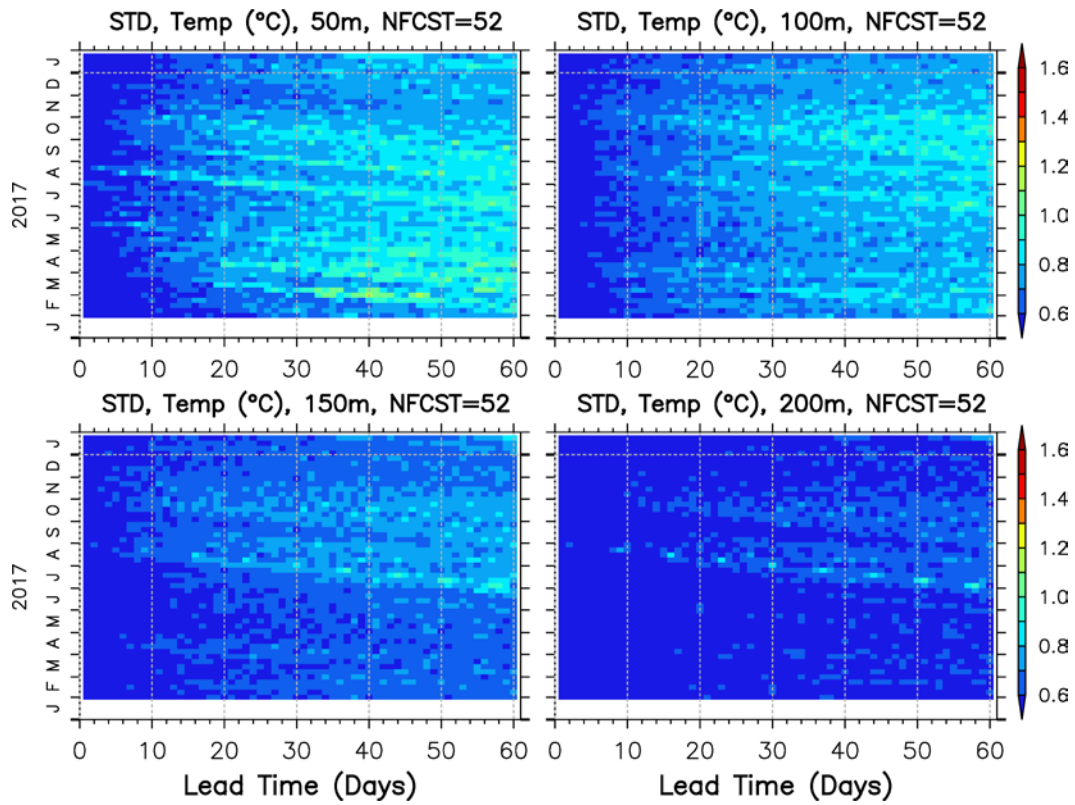 STD, Temp (°C), 50m, NFCST=52
STD, Temp (°C), 100m, NFCST=52
2017
J F M A M J J A S O N D J
1.6
1.4
1.2
1.0
0.8
0.6
0 10 20 30 40 50 60
0 10 20 30 40 50 60
STD, Temp (°C), 150m, NFCST=52
STD, Temp (°C), 200m, NFCST=52
2017
J F M A M J J A S O N D J
1.6
1.4
1.2
1.0
0.8
0.6
0 10 20 30 40 50 60
0 10 20 30 40 50 60
Lead Time (Days)
Lead Time (Days)